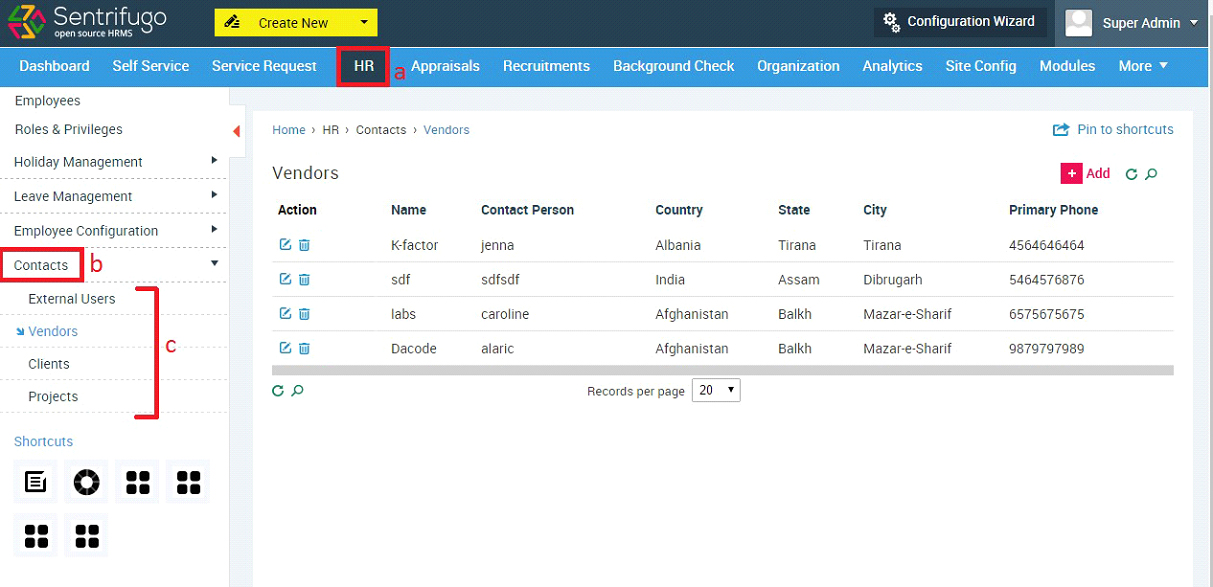 Sentrifugo
open source HRMS
Create New
Configuration Wizard
Super Admin
Dashboard Self Service Service Request HR a Appraisals Recruitments Background Check Organization Analytics Site Config Modules More
Employees
Roles & Privileges
Holiday Management
Leave Management
Employee Configuration
Contacts b
External Users
Vendors
Clients
Projects
c
Shortcuts
Home › HR › Contacts › Vendors
Pin to shortcuts
Vendors
+ Add
Action Name Contact Person Country State City Primary Phone
K-factor jenna Albania Tirana Tirana 4564646464
sdf sdfsdf India Assam Dibrugarh 5464576876
labs caroline Afghanistan Balkh Mazar-e-Sharif 6575675675
Dacode alaric Afghanistan Balkh Mazar-e-Sharif 9879797989
Records per page 20